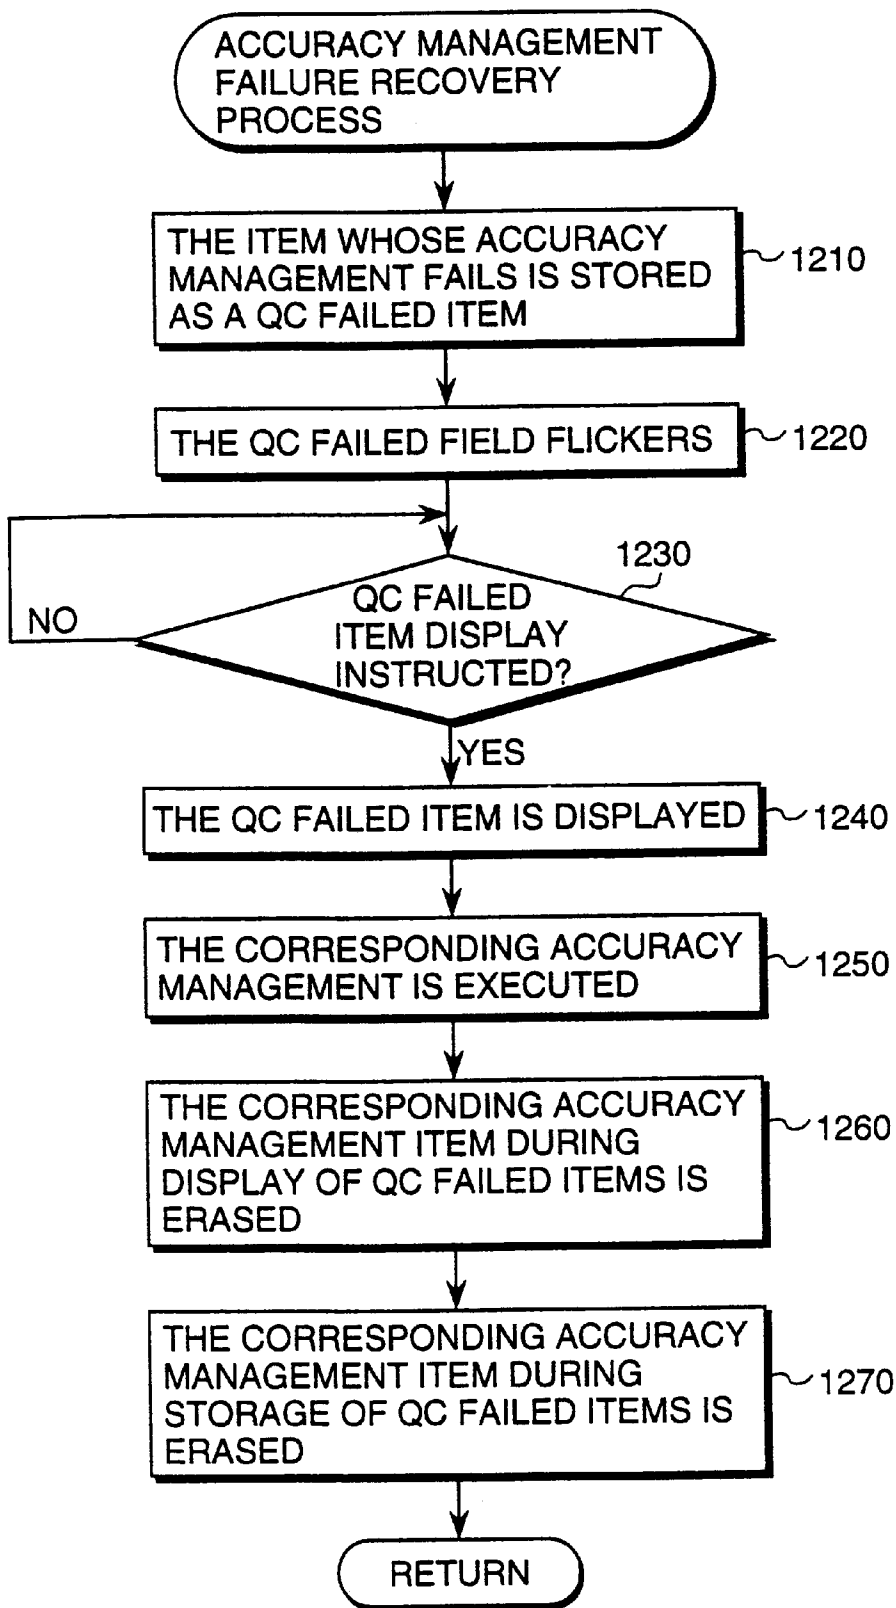 ACCURACY MANAGEMENT
FAILURE RECOVERY
PROCESS
THE ITEM WHOSE ACCURACY
MANAGEMENT FAILS IS STORED
AS A QC FAILED ITEM
1210
THE QC FAILED FIELD FLICKERS
1220
1230
QC FAILED
ITEM DISPLAY
INSTRUCTED?
NO
YES
THE QC FAILED ITEM IS DISPLAYED
1240
THE CORRESPONDING ACCURACY
MANAGEMENT IS EXECUTED
1250
THE CORRESPONDING ACCURACY
MANAGEMENT ITEM DURING
DISPLAY OF QC FAILED ITEMS IS
ERASED
1260
THE CORRESPONDING ACCURACY
MANAGEMENT ITEM DURING
STORAGE OF QC FAILED ITEMS IS
ERASED
1270
RETURN